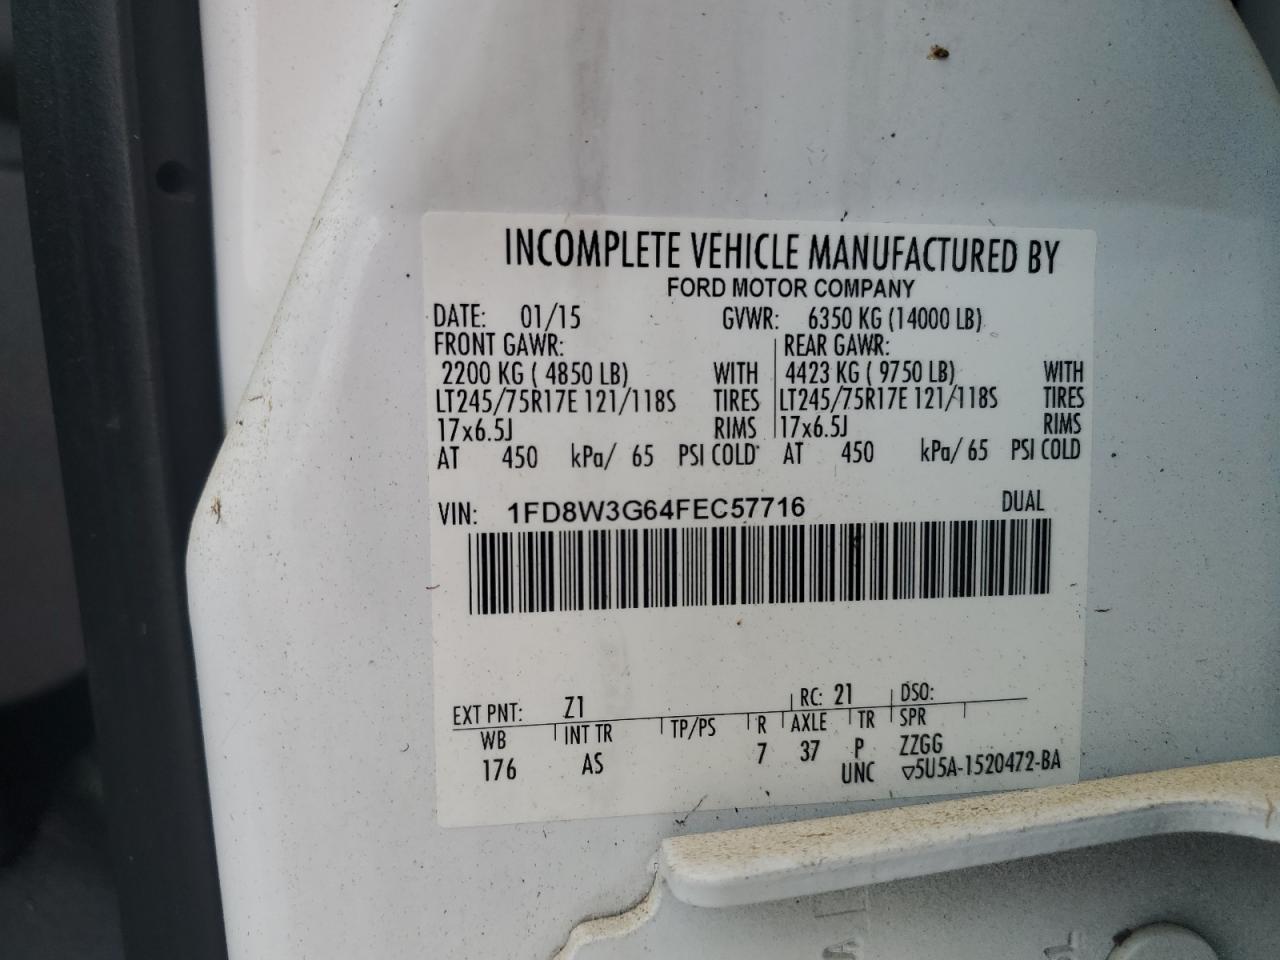 INCOMPLETE VEHICLE MANUFACTURED BY
FORD MOTOR COMPANY
DATE: 01/15 GVWR: 6350 KG (14000 LB)
FRONT GAWR: REAR GAWR:
2200 KG ( 4850 LB) WITH 4423 KG ( 9750 LB) WITH
LT245/75R17E 121/118S TIRES LT245/75R17E 121/118S TIRES
17x6.5J RIMS 17x6.5J RIMS
AT 450 kPa/ 65 PSI COLD AT 450 kPa/ 65 PSI COLD
VIN: 1FD8W3G64FEC57716 DUAL
EXT PNT: Z1 RC: 21 DSO:
WB INT TR TP/PS R AXLE TR SPR
176 AS 7 37 P ZZGG
UNC ▽5U5A-1520472-BA